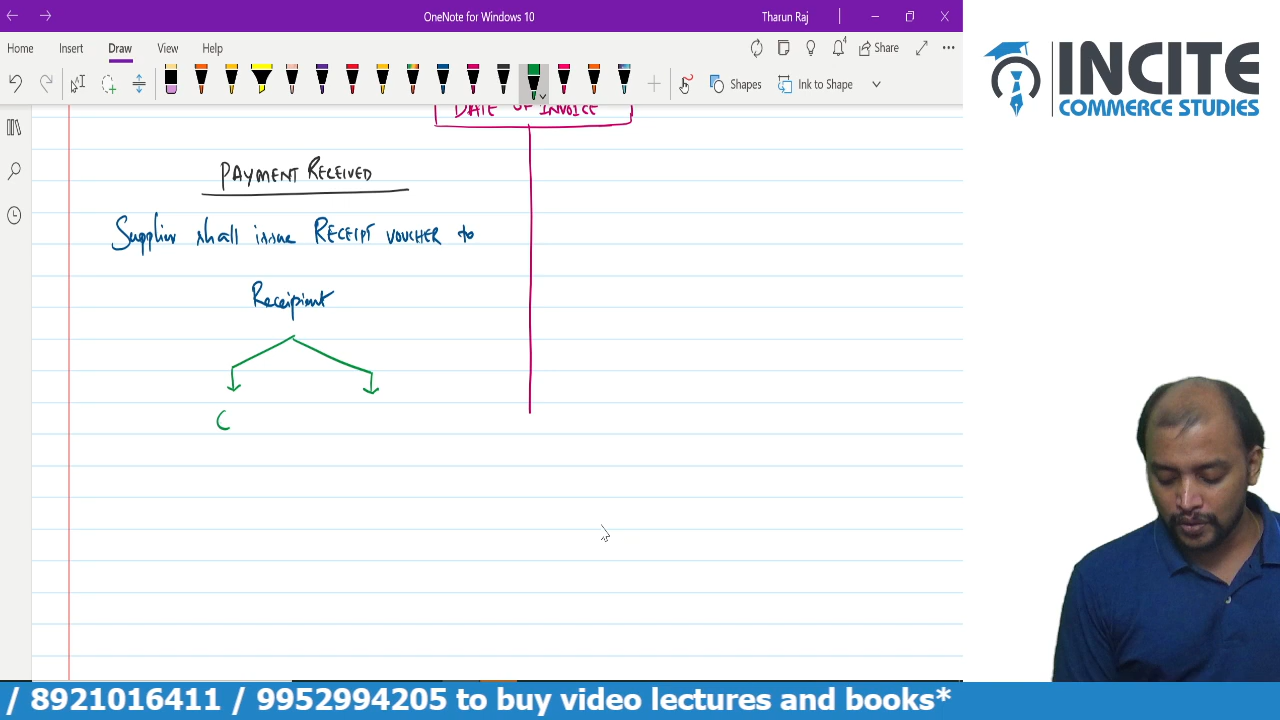 OneNote for Windows 10
Tharun Raj
Home Insert Draw View Help
4 Share
Shapes Ink to Shape
INCITE
COMMERCE STUDIES
DATE OF INVOICE
PAYMENT RECEIVED
Supplier shall issue RECEIPT VOUCHER to
Receipient
C
/ 8921016411 / 9952994205 to buy video lectures and books*